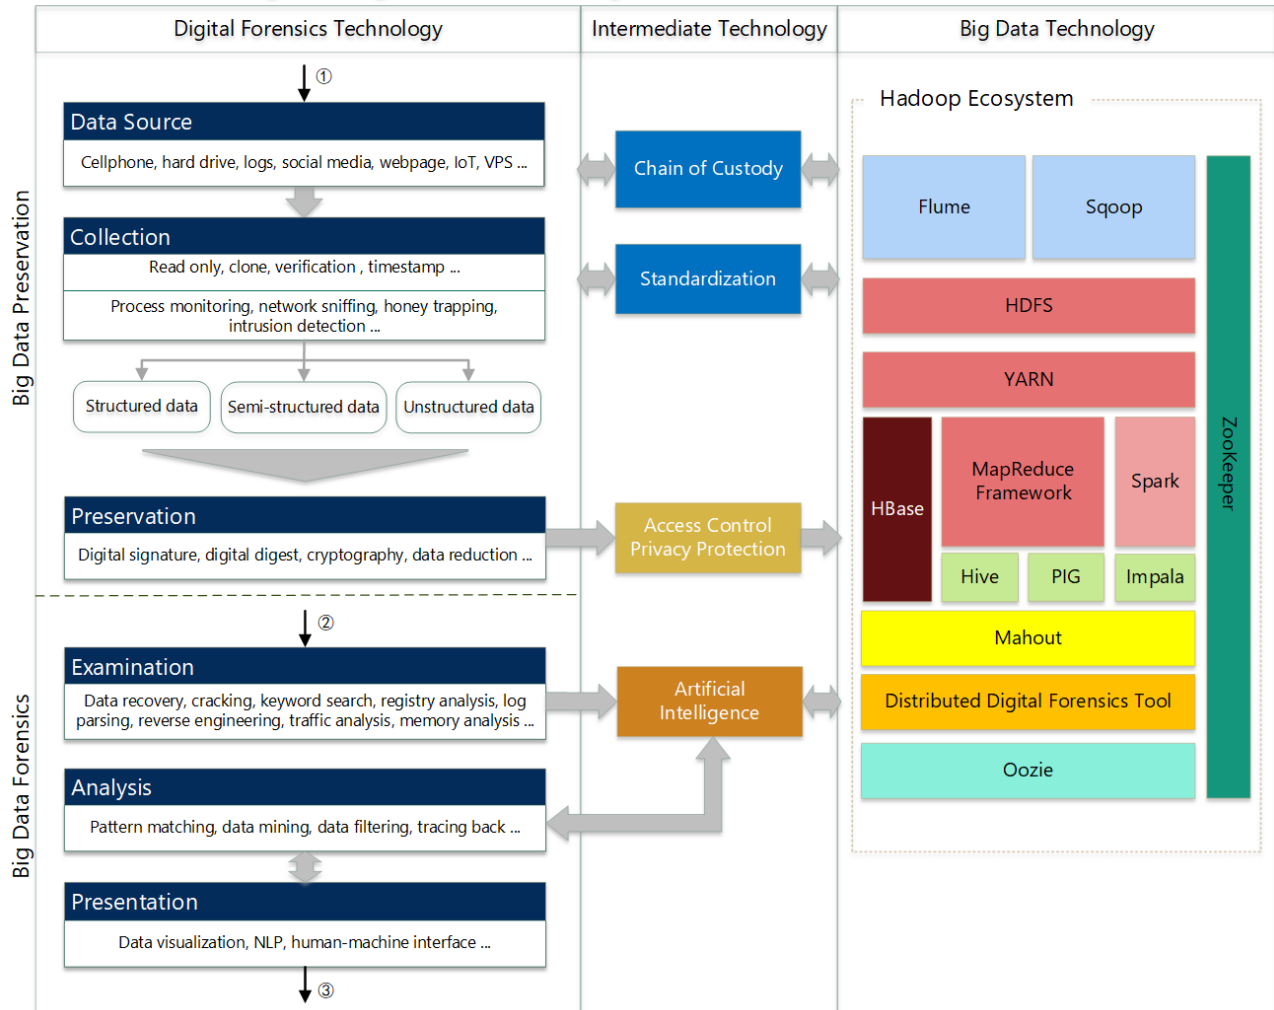 Digital Forensics Technology
Intermediate Technology
Big Data Technology
Big Data Preservation
①
Data Source
Cellphone, hard drive, logs, social media, webpage, IoT, VPS ...
Collection
Read only, clone, verification , timestamp ...
Process monitoring, network sniffing, honey trapping,
intrusion detection ...
Structured data
Semi-structured data
Unstructured data
Preservation
Digital signature, digital digest, cryptography, data reduction ...
Big Data Forensics
②
Examination
Data recovery, cracking, keyword search, registry analysis, log
parsing, reverse engineering, traffic analysis, memory analysis ...
Analysis
Pattern matching, data mining, data filtering, tracing back ...
Presentation
Data visualization, NLP, human-machine interface ...
③
Chain of Custody
Standardization
Access Control
Privacy Protection
Artificial
Intelligence
Hadoop Ecosystem
Flume
Sqoop
HDFS
YARN
HBase
MapReduce
Framework
Spark
Hive
PIG
Impala
Mahout
Distributed Digital Forensics Tool
Oozie
ZooKeeper